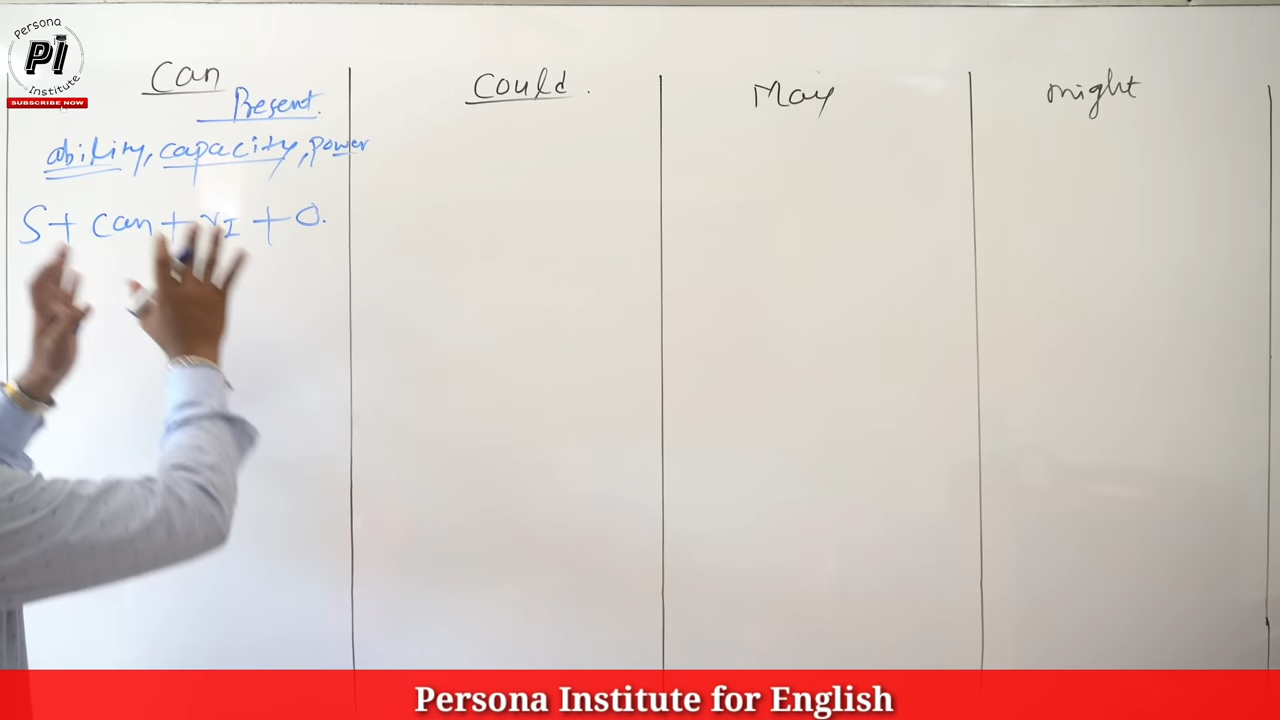 Persona
PI
Institute
SUBSCRIBE NOW
Can
Present.
ability, capacity, power
S + Can + V I + O.
Could.
May
might
Persona Institute for English